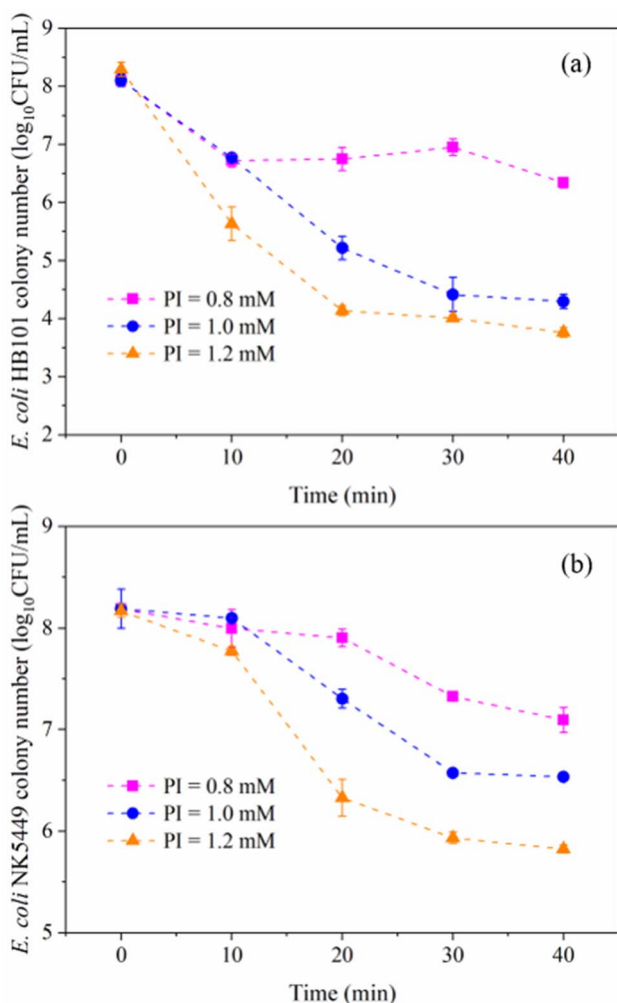 E. coli HB101 colony number (log₁₀CFU/mL)
9
8
7
6
5
4
3
2
(a)
PI = 0.8 mM
PI = 1.0 mM
PI = 1.2 mM
0 10 20 30 40
Time (min)
E. coli NK5449 colony number (log₁₀CFU/mL)
9
8
7
6
5
(b)
PI = 0.8 mM
PI = 1.0 mM
PI = 1.2 mM
0 10 20 30 40
Time (min)